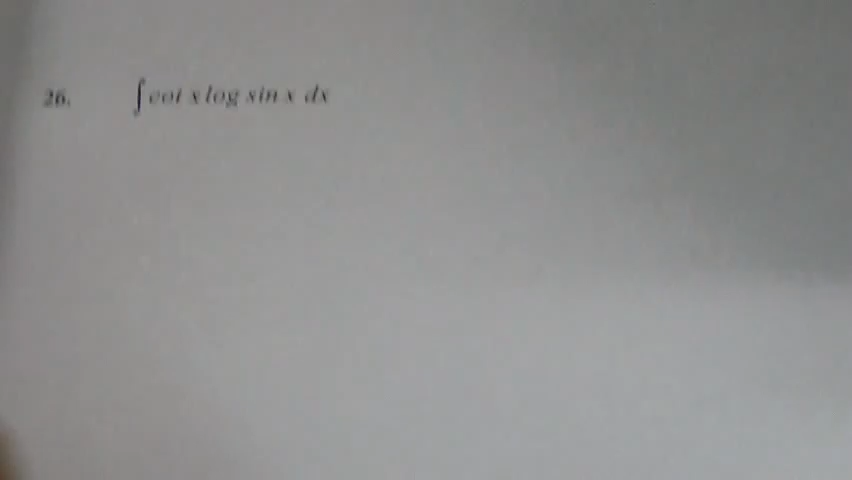 26. ∫ cot x log sin x dx